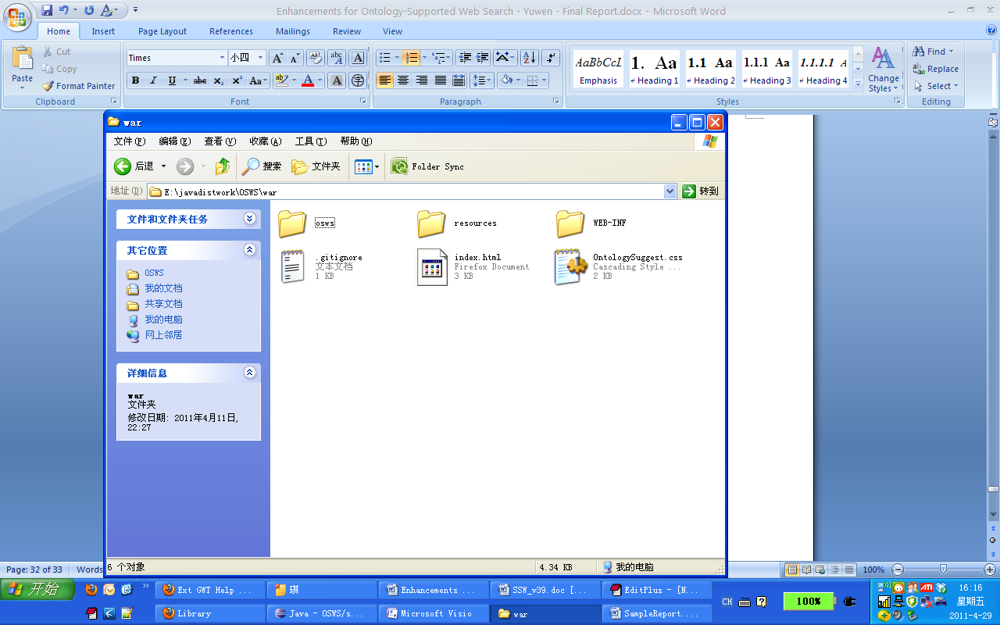 Enhancements for Ontology-Supported Web Search - Yuwen - Final Report.docx - Microsoft Word
Home Insert Page Layout References Mailings Review View
Paste
Cut
Copy
Format Painter
Clipboard
Times 小四
Font
Paragraph
AaBbCcL 1. Aa 1.1 Aa 1.1.1 Aa 1.1.1.1 A
Emphasis Heading 1 Heading 2 Heading 3 Heading 4
Change Styles
Styles
Find
Replace
Select
Editing
war
文件(F) 编辑(E) 查看(V) 收藏(A) 工具(T) 帮助(H)
后退 搜索 文件夹 Folder Sync
地址(D) E:\javadistwork\OSWS\war 转到
文件和文件夹任务
其它位置
OSWS
我的文档
共享文档
我的电脑
网上邻居
详细信息
war
文件夹
修改日期: 2011年4月11日,
22:27
osws resources WEB-INF
.gitignore
文本文档
1 KB
index.html
Firefox Document
3 KB
OntologySuggest.css
Cascading Style ...
2 KB
6 个对象 4.34 KB 我的电脑
Page: 32 of 33 Words 100%
开始 Ext GWT Help ... 琪 Enhancements ... SSW_v39.doc [... EditPlus - [N...
Library Java - OSWS/s... Microsoft Visio war SampleReport....
CH 100%
16:16
星期五
2011-4-29